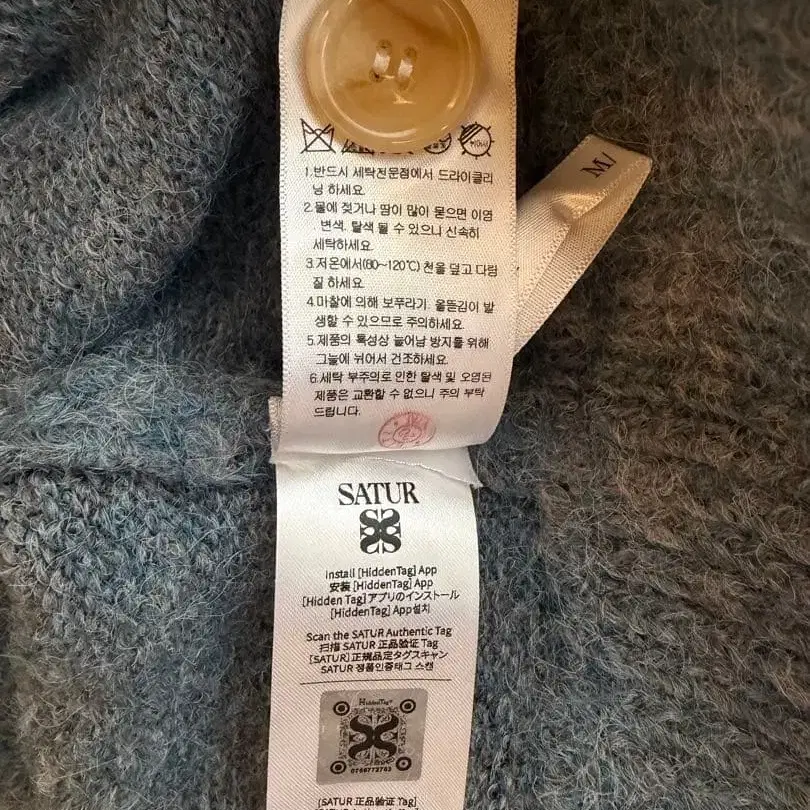 1.반드시 세탁전문점에서 드라이클리
닝 하세요.
2.물에 젖거나 땀이 많이 묻으면 이염
변색. 탈색 될 수 있으니 신속히
세탁하세요.
3.저온에서(80~120℃) 천을 덮고 다림
질 하세요.
4.마찰에 의해 보푸라기. 올뜯김이 발
생할 수 있으므로 주의하세요.
5.제품의 특성상 늘어남 방지를 위해
그늘에 뉘어서 건조하세요.
6.세탁 부주의로 인한 탈색 및 오염된
제품은 교환할 수 없으니 주의 부탁
드립니다.
M/
SATUR
install [HiddenTag] App
安装 [HiddenTag] App
[Hidden Tag] アプリのインストール
[HiddenTag] App설치
Scan the SATUR Authentic Tag
扫描 SATUR 正品验证 Tag
[SATUR] 正規品定タグスキャン
SATUR 정품인증태그 스캔
HiddenTag
[SATUR 正品验证 Tag]